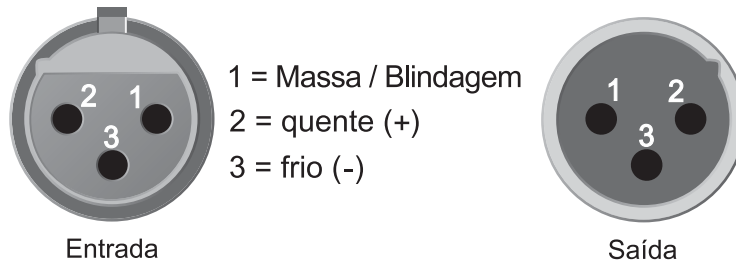 2 1
3
Entrada
1 = Massa / Blindagem
2 = quente (+)
3 = frio (-)
1 2
3
Saída